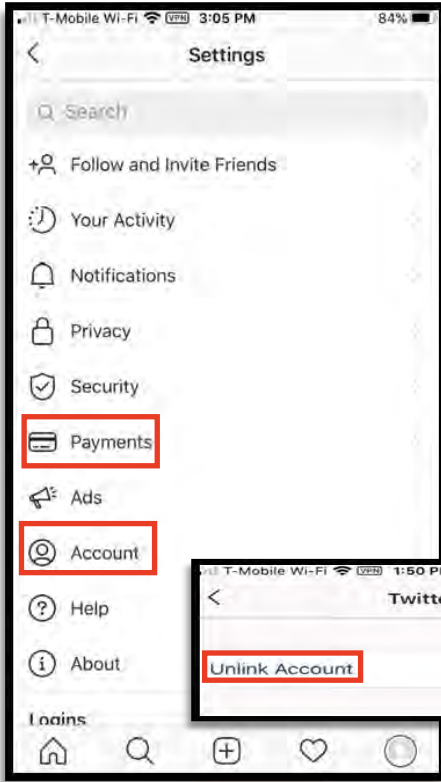 T-Mobile Wi-Fi VPN 3:05 PM 84%
Settings
Search
Follow and Invite Friends
Your Activity
Notifications
Privacy
Security
Payments
Ads
Account
Help
About
Logins
T-Mobile Wi-Fi VPN 1:50 P
Twitte
Unlink Account